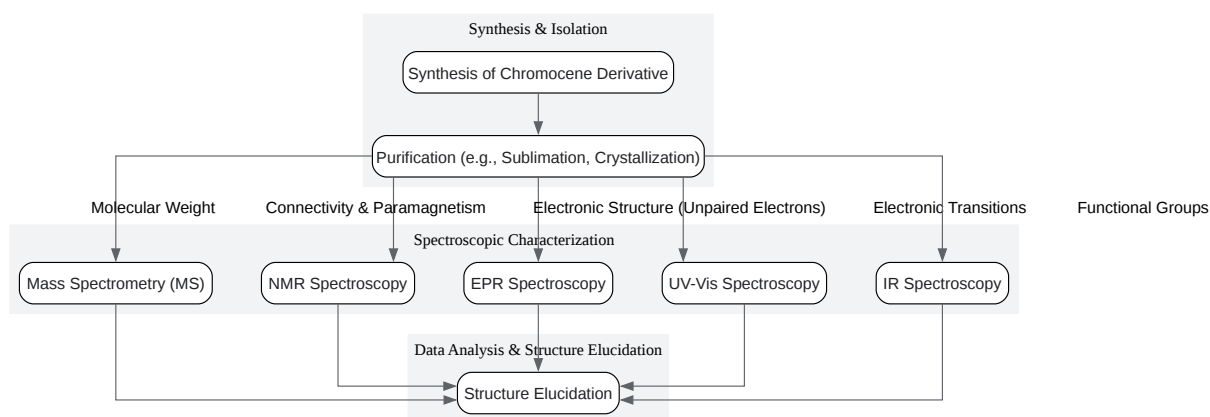 Synthesis & Isolation
Synthesis of Chromocene Derivative
Purification (e.g., Sublimation, Crystallization)
Molecular Weight
Connectivity & Paramagnetism
Electronic Structure (Unpaired Electrons)
Electronic Transitions
Functional Groups
Spectroscopic Characterization
Mass Spectrometry (MS)
NMR Spectroscopy
EPR Spectroscopy
UV-Vis Spectroscopy
IR Spectroscopy
Data Analysis & Structure Elucidation
Structure Elucidation